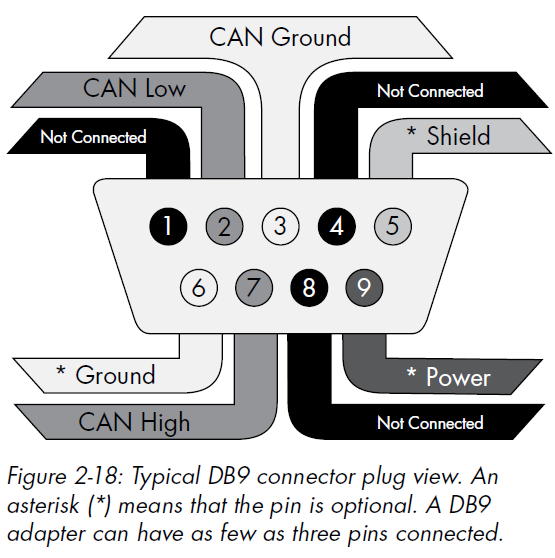 CAN Ground
CAN Low
Not Connected
Not Connected
* Shield
1 2 3 4 5
6 7 8 9
* Ground
* Power
CAN High
Not Connected
Figure 2-18: Typical DB9 connector plug view. An
asterisk (*) means that the pin is optional. A DB9
adapter can have as few as three pins connected.